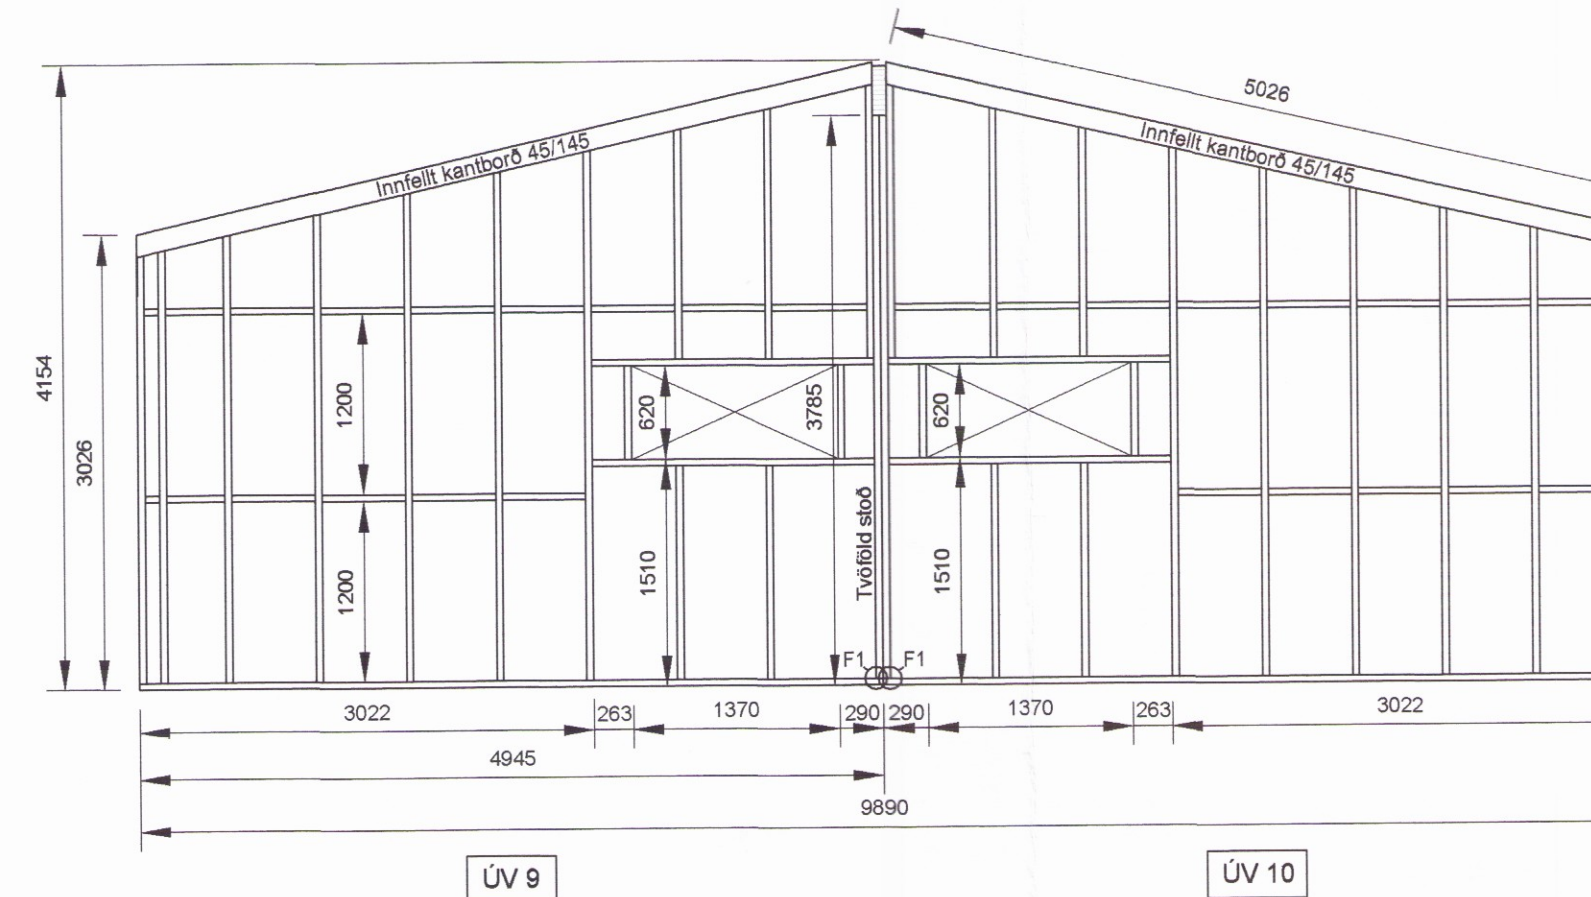 5026
Innfellt kantborð 45/145
Innfellt kantborð 45/145
4154
3026
1200
1200
620
3785
620
1510
Tvöföld stoð
1510
F1
F1
3022
263
1370
290
290
1370
263
3022
4945
9890
ÚV 9
ÚV 10